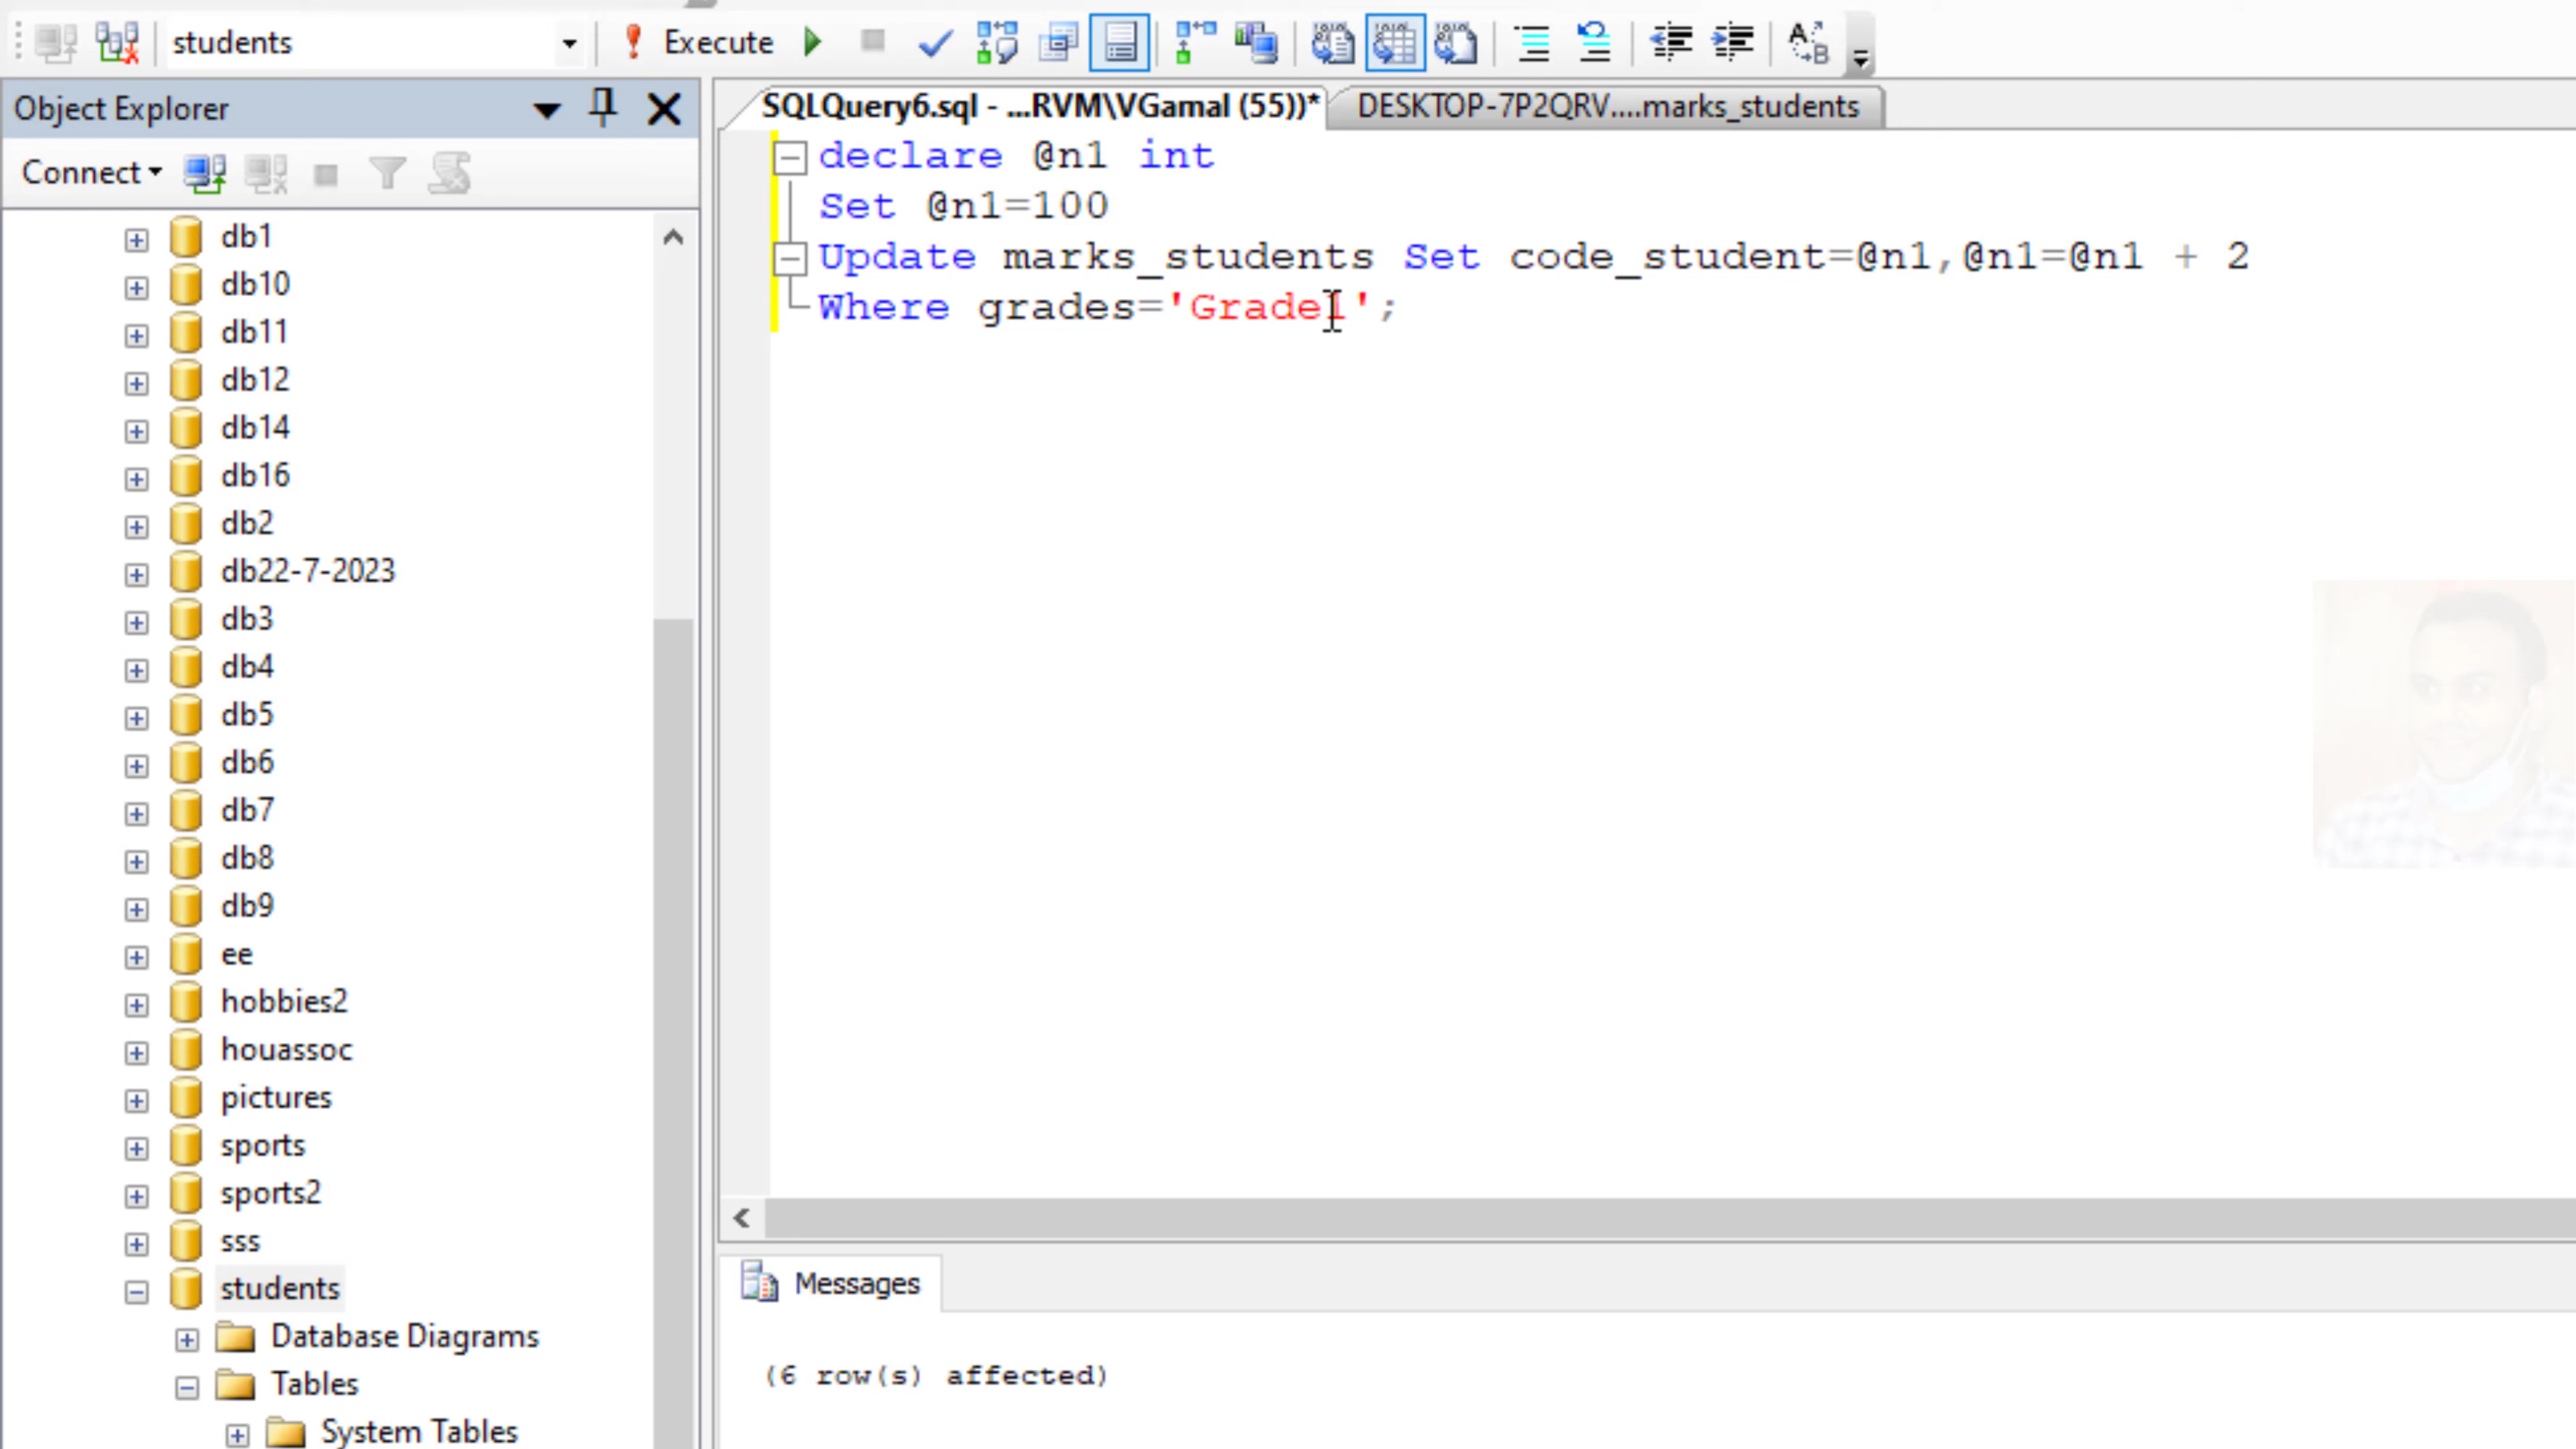 students
Execute
Object Explorer
Connect
db1
db10
db11
db12
db14
db16
db2
db22-7-2023
db3
db4
db5
db6
db7
db8
db9
ee
hobbies2
houassoc
pictures
sports
sports2
sss
students
Database Diagrams
Tables
System Tables
SQLQuery6.sql - ...RVM\VGamal (55))*
DESKTOP-7P2QRV....marks_students
declare @n1 int
Set @n1=100
Update marks_students Set code_student=@n1,@n1=@n1 + 2
Where grades='Grade1';
Messages
(6 row(s) affected)